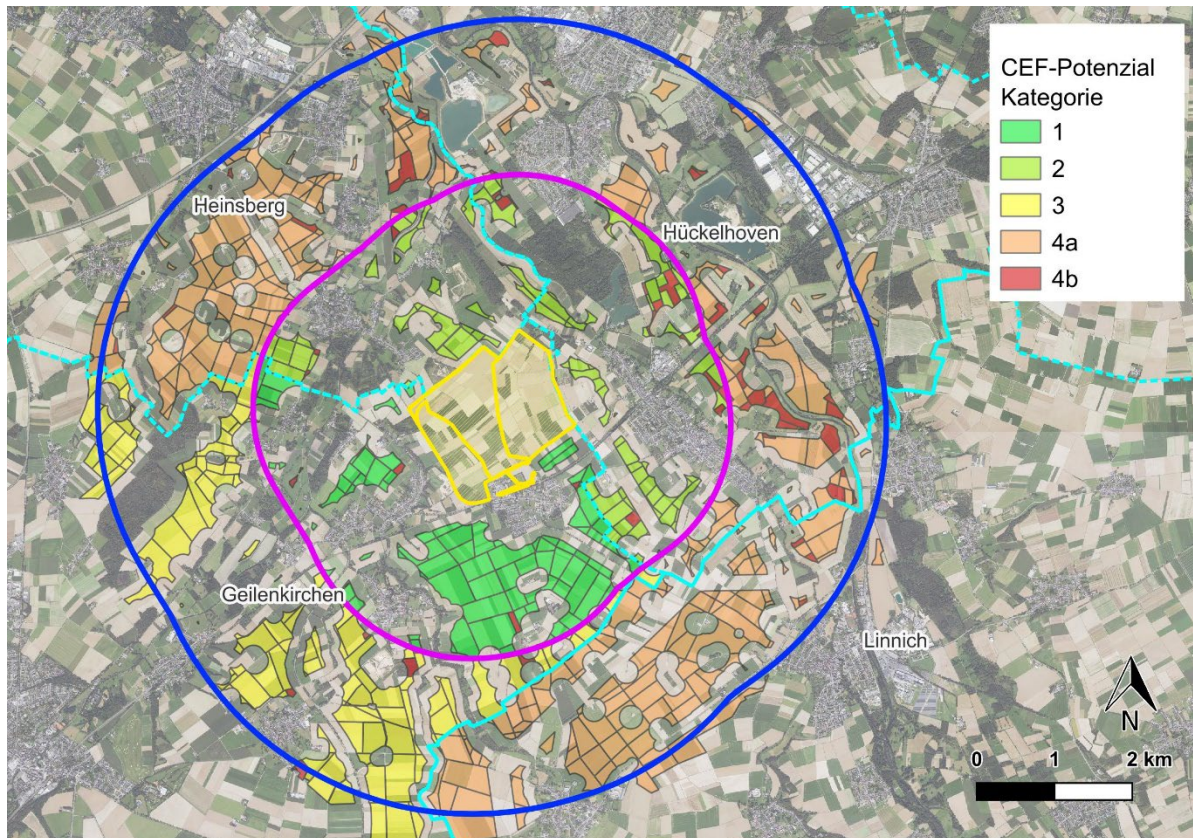 CEF-Potenzial
Kategorie
1
2
3
4a
4b
Heinsberg
Hückelhoven
Geilenkirchen
Linnich
N
0 1 2 km